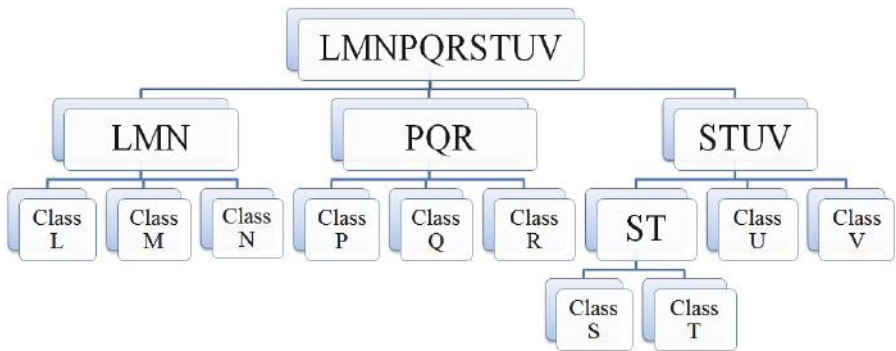 LMNPQRSTUV
LMN
PQR
STUV
Class
L
Class
M
Class
N
Class
P
Class
Q
Class
R
ST
Class
U
Class
V
Class
S
Class
T